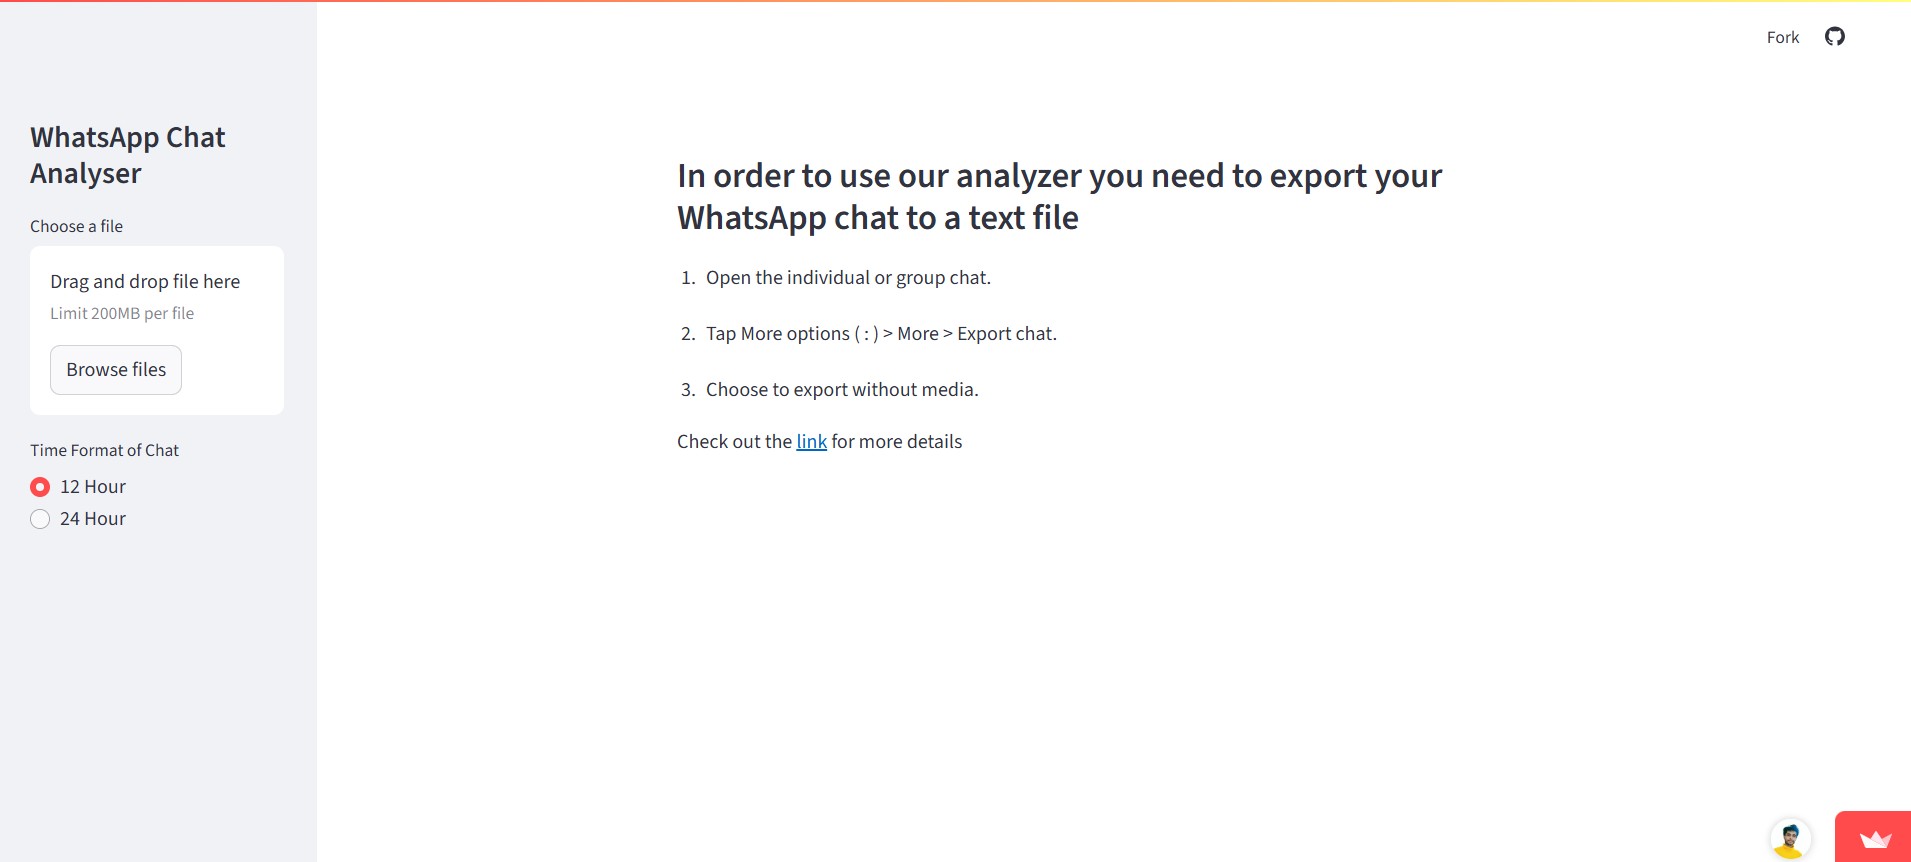 Fork
WhatsApp Chat
Analyser
Choose a file
Drag and drop file here
Limit 200MB per file
Browse files
Time Format of Chat
12 Hour
24 Hour
In order to use our analyzer you need to export your
WhatsApp chat to a text file
1. Open the individual or group chat.
2. Tap More options ( : ) > More > Export chat.
3. Choose to export without media.
Check out the link for more details